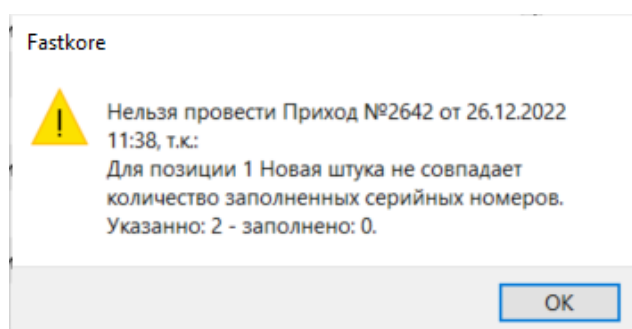 Fastkore
Нельзя провести Приход №2642 от 26.12.2022
11:38, т.к.:
Для позиции 1 Новая штука не совпадает
количество заполненных серийных номеров.
Указанно: 2 - заполнено: 0.
OK